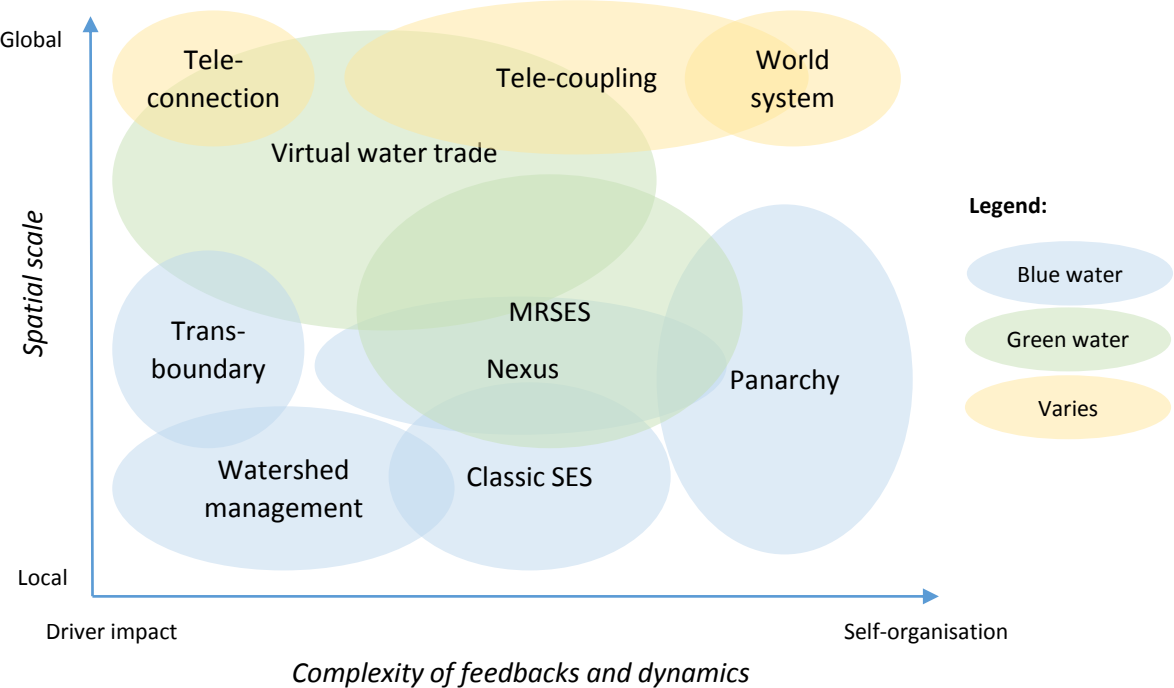 Global
Tele-
connection
Tele-coupling
World
system
Virtual water trade
Spatial scale
Legend:
Blue water
Green water
Varies
MRSES
Trans-
boundary
Nexus
Panarchy
Watershed
management
Classic SES
Local
Driver impact
Self-organisation
Complexity of feedbacks and dynamics